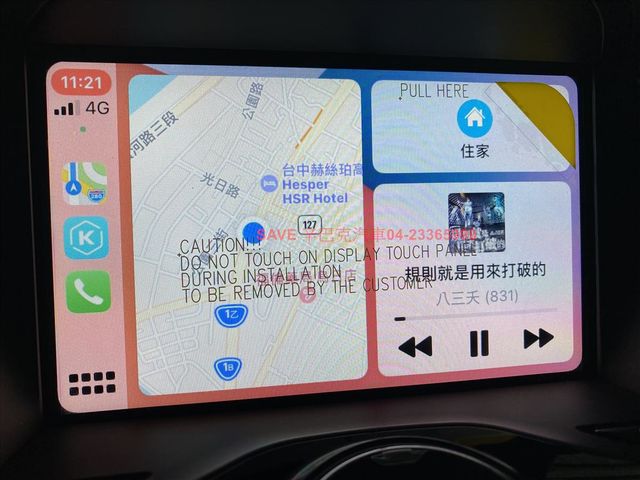 11:21
4G
公園路
光日路
台中赫絲珀高
Hesper
HSR Hotel
127
CAUTION!!!
DO NOT TOUCH ON DISPLAY TOUCH PANEL
DURING INSTALLATION
TO BE REMOVED BY THE CUSTOMER
1乙
1B
PULL HERE
住家
規則就是用來打破的
八三夭 (831)
280
K
店
河路三段